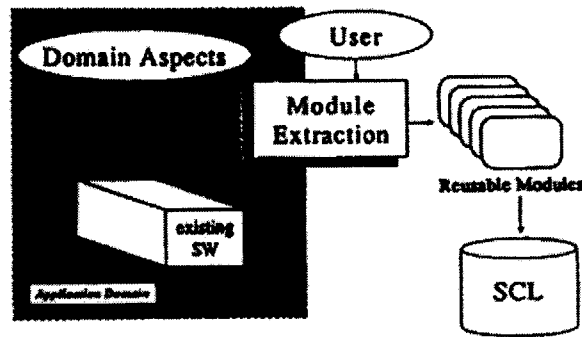 User
Domain Aspects
Module
Extraction
Reusable Modules
existing
SW
Application Domain
SCL